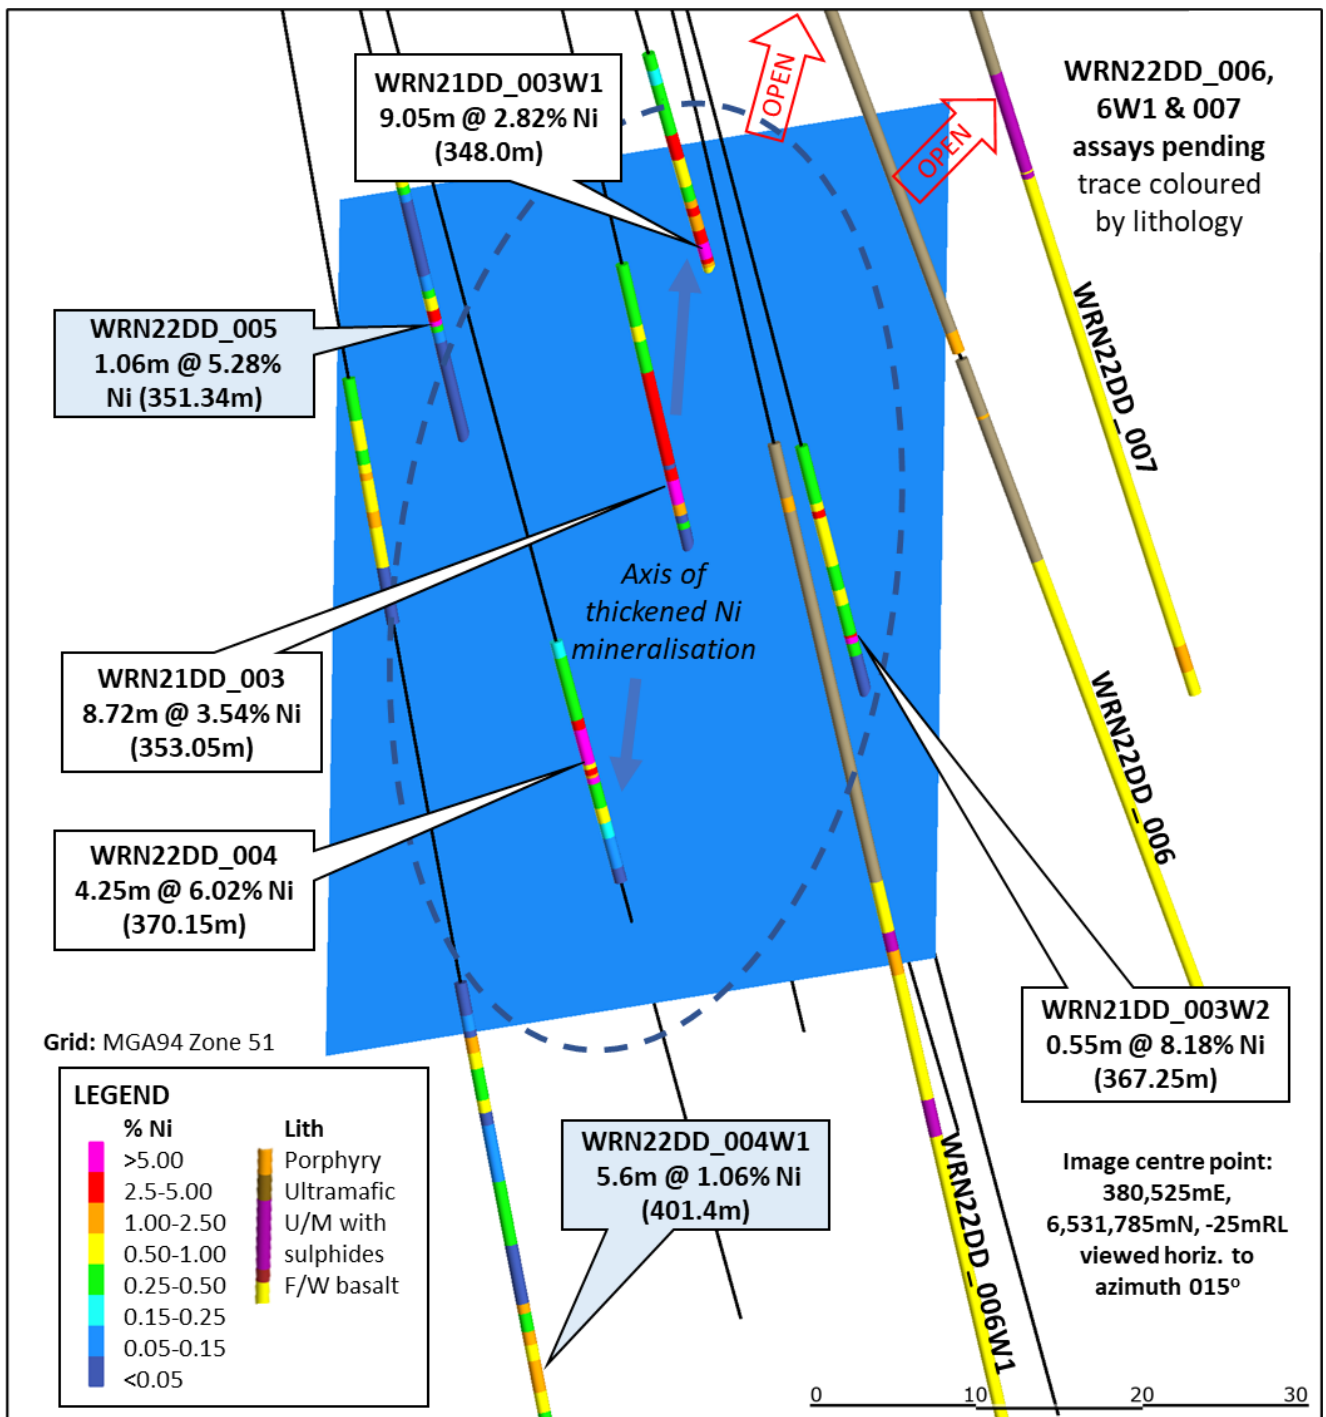 WRN21DD_003W1
9.05m @ 2.82% Ni
(348.0m)
OPEN
OPEN
WRN22DD_006,
6W1 & 007
assays pending
trace coloured
by lithology
WRN22DD_005
1.06m @ 5.28%
Ni (351.34m)
WRN22DD_007
Axis of
thickened Ni
mineralisation
WRN21DD_003
8.72m @ 3.54% Ni
(353.05m)
WRN22DD_006
WRN22DD_004
4.25m @ 6.02% Ni
(370.15m)
WRN21DD_003W2
0.55m @ 8.18% Ni
(367.25m)
Grid: MGA94 Zone 51
LEGEND
% Ni
>5.00
2.5-5.00
1.00-2.50
0.50-1.00
0.25-0.50
0.15-0.25
0.05-0.15
<0.05
Lith
Porphyry
Ultramafic
U/M with
sulphides
F/W basalt
WRN22DD_004W1
5.6m @ 1.06% Ni
(401.4m)
WRN22DD_006W1
Image centre point:
380,525mE,
6,531,785mN, -25mRL
viewed horiz. to
azimuth 015º
0 10 20 30